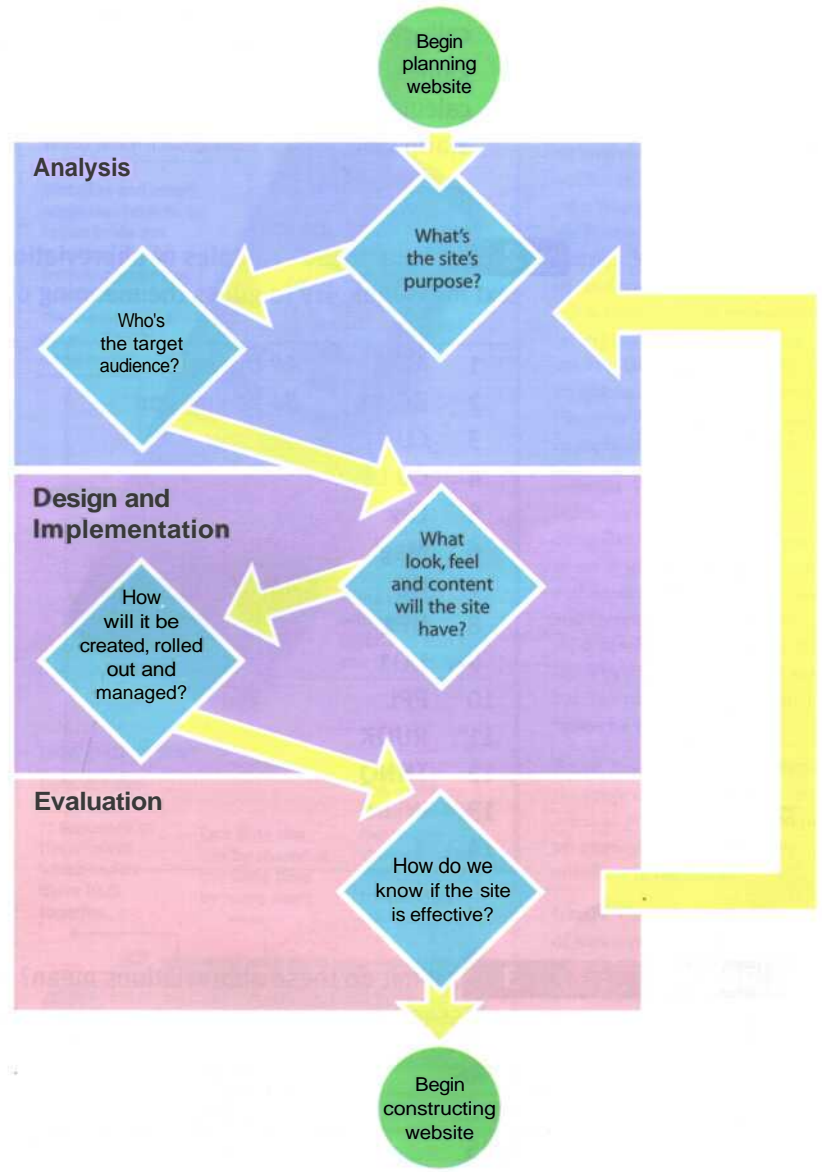 Begin
planning
website
Analysis
What's
the site's
purpose?
Who's
the target
audience?
Design and
Implementation
What
look, feel
and content
will the site
have?
How
will it be
created, rolled
out and
managed?
Evaluation
How do we
know if the site
is effective?
Begin
constructing
website